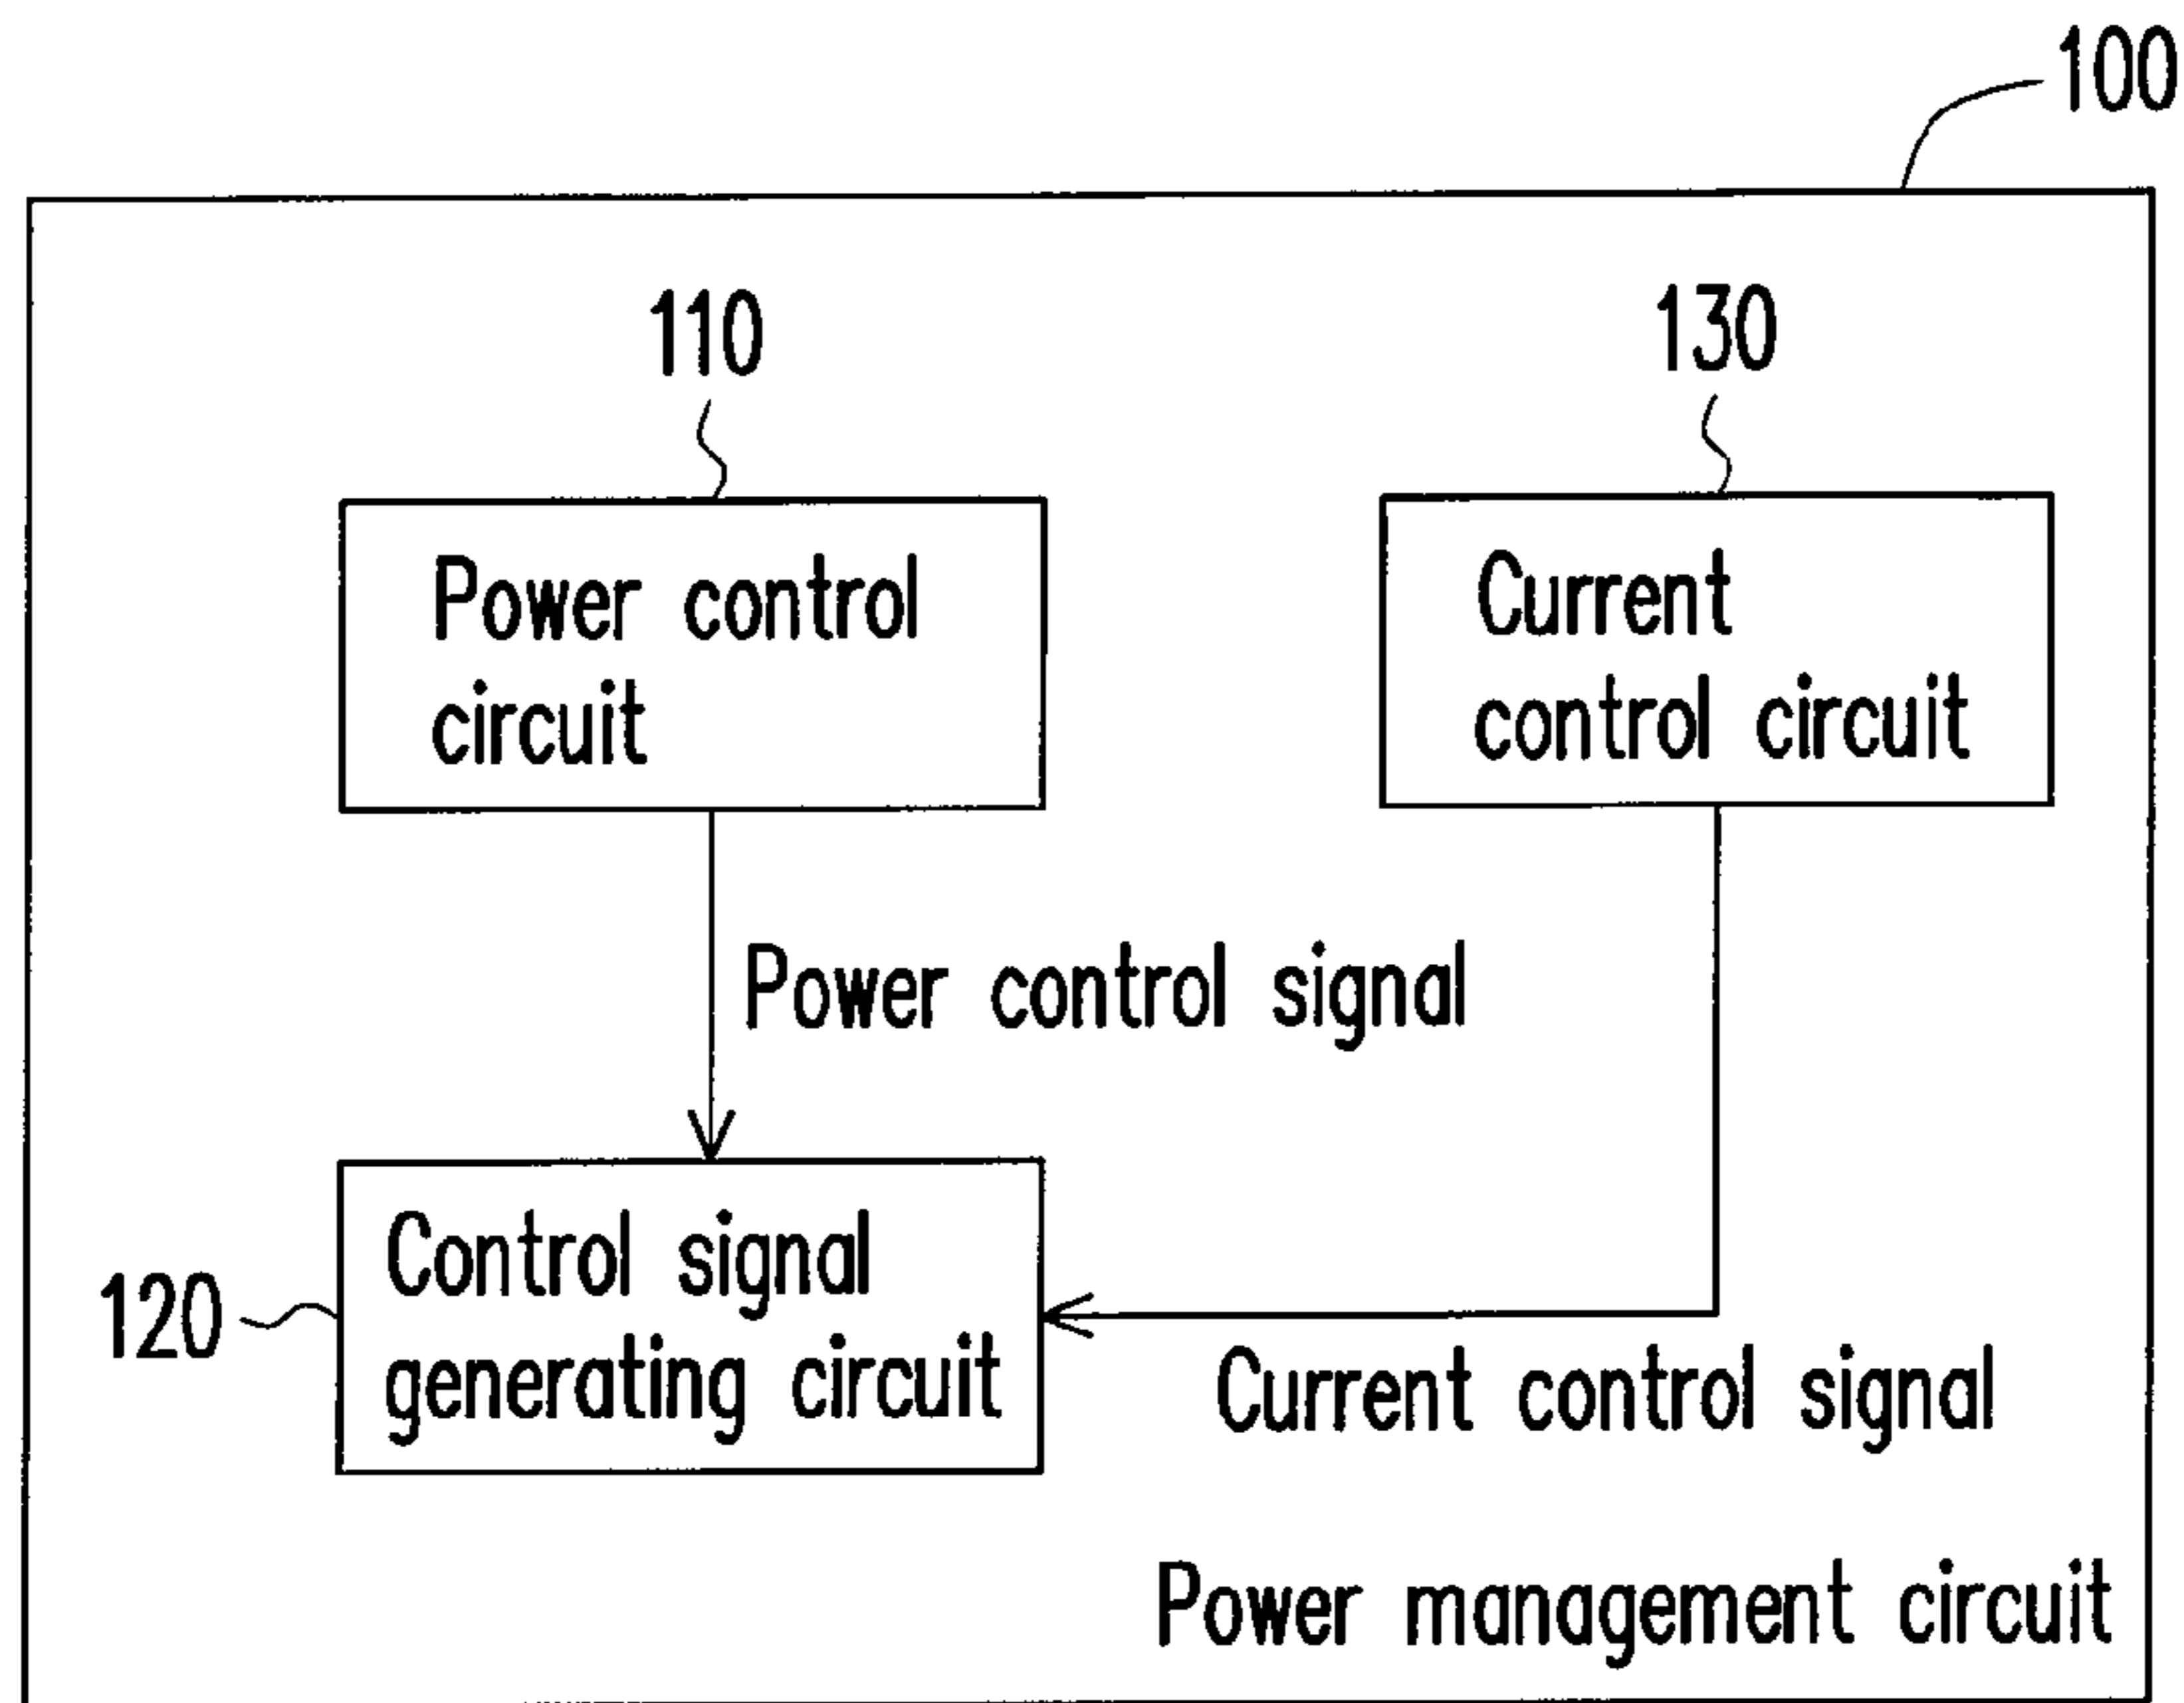 100
110
130
Power control
circuit
Current
control circuit
Power control signal
120
Control signal
generating circuit
Current control signal
Power management circuit